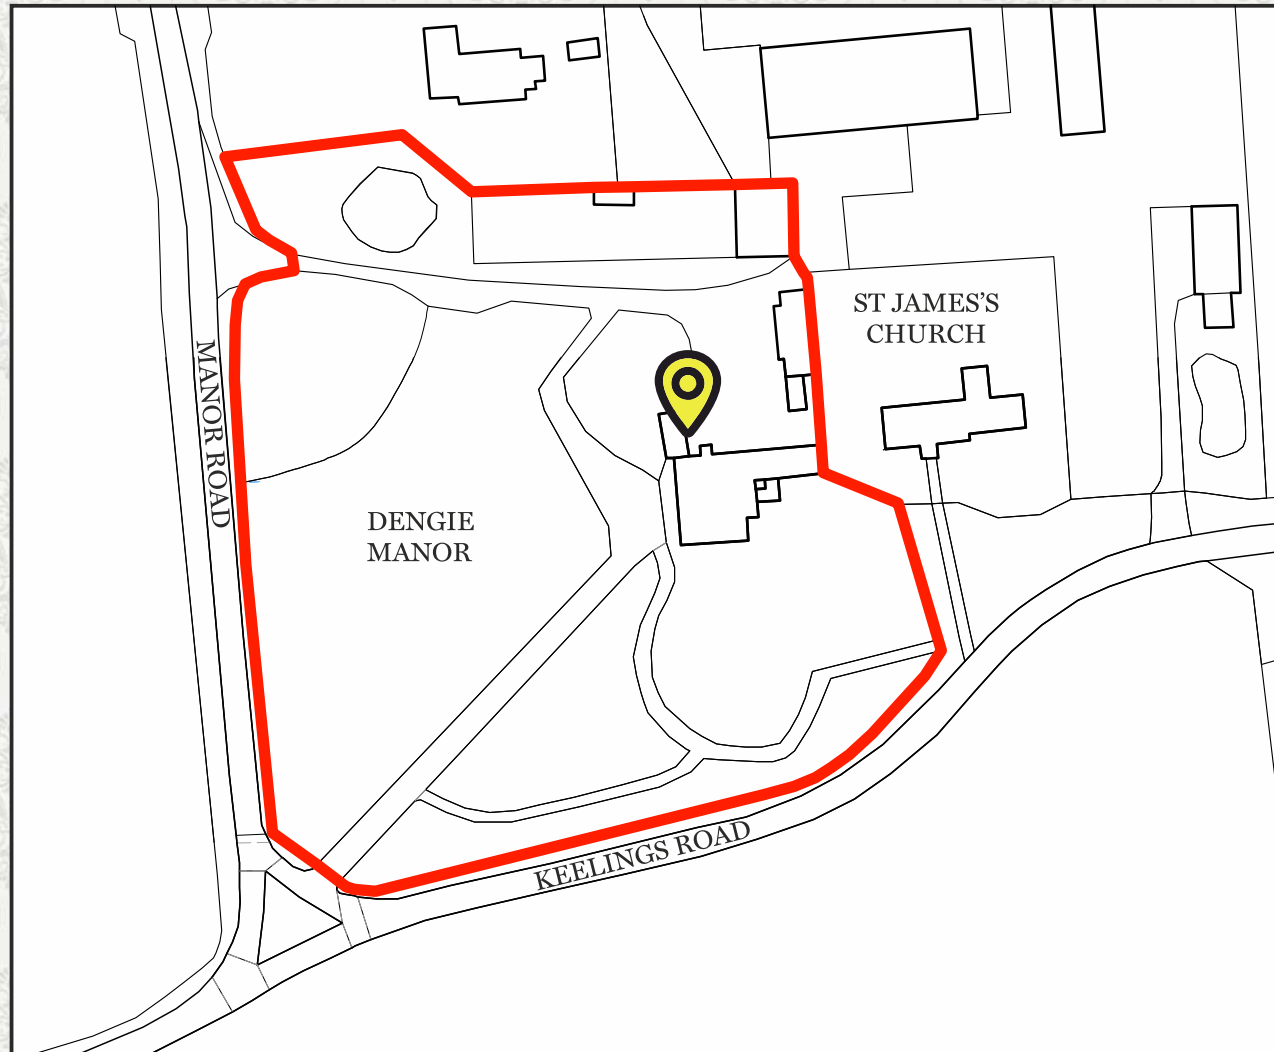 ST JAMES'S
CHURCH
MANOR ROAD
DENGIE
MANOR
KEELINGS ROAD